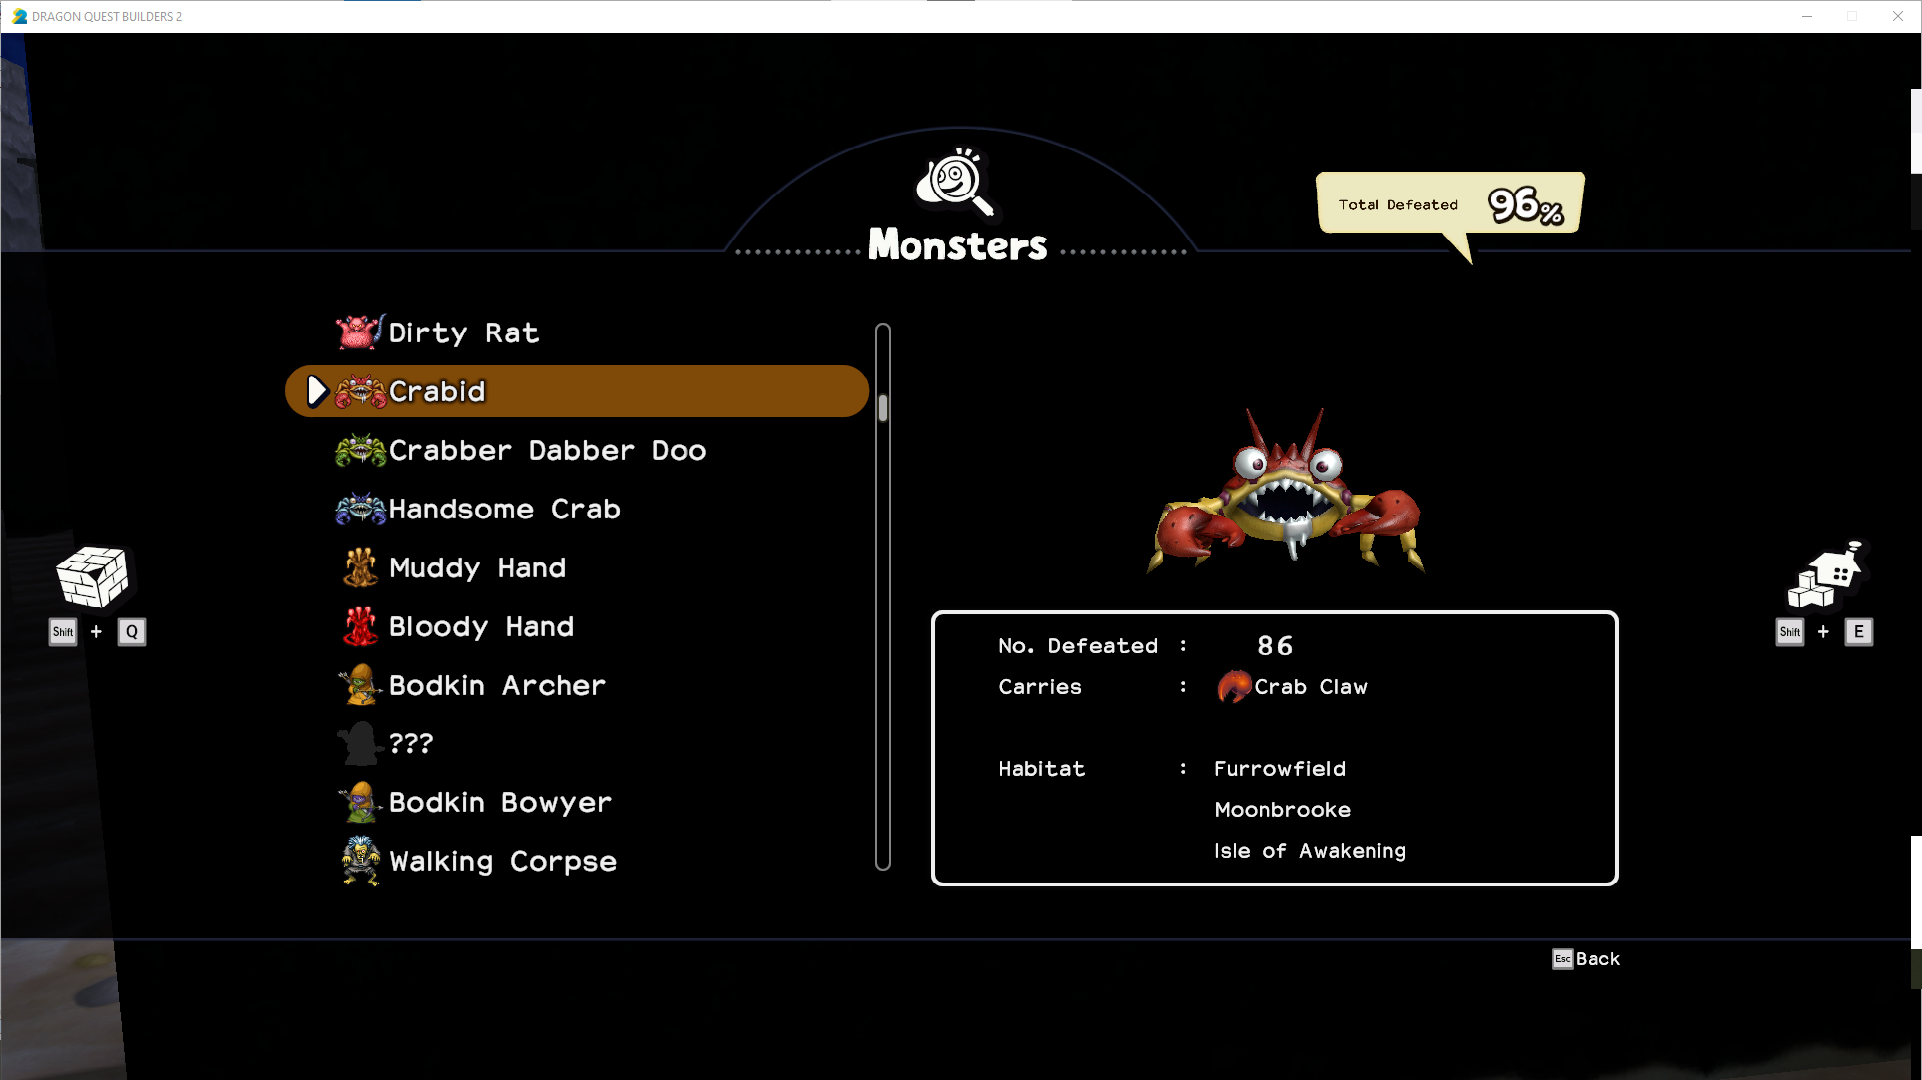 DRAGON QUEST BUILDERS 2
Total Defeated 96%
Monsters
Dirty Rat
Crabid
Crabber Dabber Doo
Handsome Crab
Muddy Hand
Bloody Hand
Bodkin Archer
???
Bodkin Bowyer
Walking Corpse
Shift + Q
No. Defeated : 86
Carries : Crab Claw
Habitat : Furrowfield
Moonbrooke
Isle of Awakening
Shift + E
Esc Back